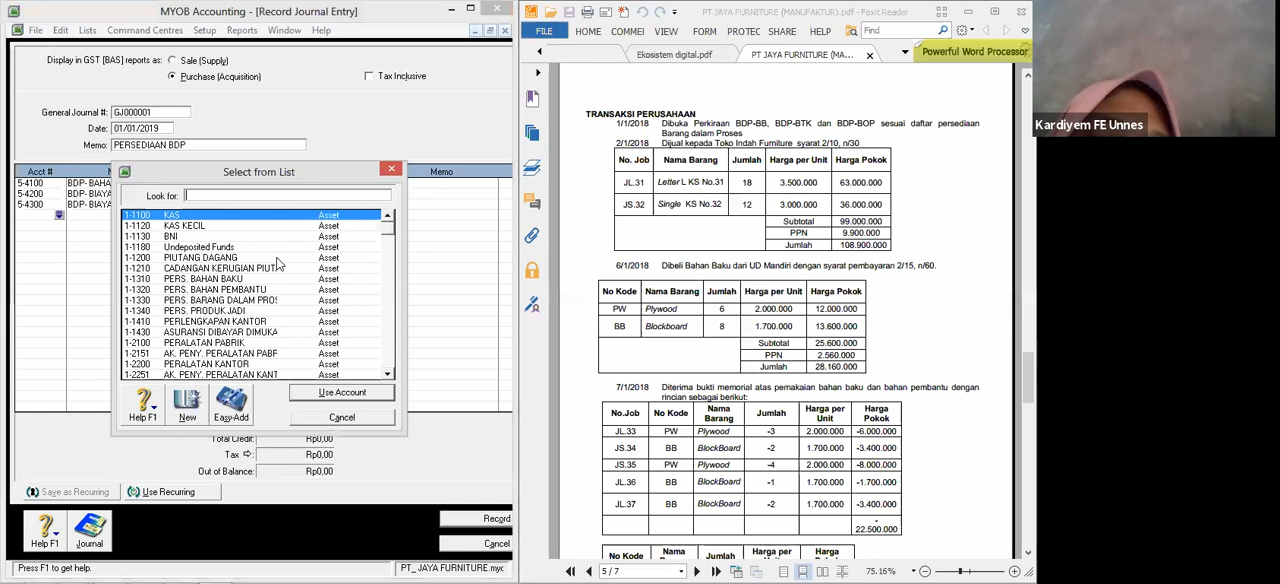 MYOB Accounting - [Record Journal Entry]
File Edit Lists Command Centres Setup Reports Window Help
Display in GST [BAS] reports as: Sale (Supply)
Purchase (Acquisition)
Tax Inclusive
General Journal #: GJ000001
Date: 01/01/2019
Memo: PERSEDIAAN BDP
Acct #
Memo
5-4100 BDP- BAHA
5-4200 BDP- BIAYA
5-4300 BDP- BIAYA
Select from List
Look for:
1-1100 KAS Asset
1-1120 KAS KECIL Asset
1-1130 BNI Asset
1-1180 Undeposited Funds Asset
1-1200 PIUTANG DAGANG Asset
1-1210 CADANGAN KERUGIAN PIUT Asset
1-1310 PERS. BAHAN BAKU Asset
1-1320 PERS. BAHAN PEMBANTU Asset
1-1330 PERS. BARANG DALAM PROS Asset
1-1340 PERS. PRODUK JADI Asset
1-1410 PERLENGKAPAN KANTOR Asset
1-1430 ASURANSI DIBAYAR DIMUKA Asset
1-2100 PERALATAN PABRIK Asset
1-2151 AK. PENY. PERALATAN PABF Asset
1-2200 PERALATAN KANTOR Asset
1-2251 AK. PENY. PERALATAN KANT Asset
Help F1 New Easy-Add
Use Account
Cancel
Total Credit: Rp0,00
Tax Rp0,00
Out of Balance: Rp0,00
Save as Recurring Use Recurring
Help F1 Journal
Record
Cancel
Press F1 to get help.
PT_ JAYA FURNITURE.myc
PT JAYA FURNITURE (MANUFAKTUR).pdf - Foxit Reader
FILE HOME COMMEI VIEW FORM PROTEC SHARE HELP Find
Ekosistem digital.pdf PT JAYA FURNITURE (MA... Powerful Word Processor
TRANSAKSI PERUSAHAAN
1/1/2018 Dibuka Perkiraan BDP-BB, BDP-BTK dan BDP-BOP sesuai daftar persediaan
Barang dalam Proses
2/1/2018 Dijual kepada Toko Indah Furniture syarat 2/10, n/30
No. Job Nama Barang Jumlah Harga per Unit Harga Pokok
JL.31 Letter L KS No.31 18 3.500.000 63.000.000
JS.32 Single KS No.32 12 3.000.000 36.000.000
Subtotal 99.000.000
PPN 9.900.000
Jumlah 108.900.000
6/1/2018 Dibeli Bahan Baku dari UD Mandiri dengan syarat pembayaran 2/15, n/60.
No Kode Nama Barang Jumlah Harga per Unit Harga Pokok
PW Plywood 6 2.000.000 12.000.000
BB Blockboard 8 1.700.000 13.600.000
Subtotal 25.600.000
PPN 2.560.000
Jumlah 28.160.000
7/1/2018 Diterima bukti memorial atas pemakaian bahan baku dan bahan pembantu dengan
rincian sebagai berikut:
No.Job No Kode Nama Barang Jumlah Harga per Unit Harga Pokok
JL.33 PW Plywood -3 2.000.000 -6.000.000
JS.34 BB BlockBoard -2 1.700.000 -3.400.000
JS.35 PW Plywood -4 2.000.000 -8.000.000
JL.36 BB BlockBoard -1 1.700.000 -1.700.000
JL.37 BB BlockBoard -2 1.700.000 -3.400.000
-
22.500.000
No Kode Nama Jumlah Harga per Harga
5 / 7
75.16%
Kardiyem FE Unnes